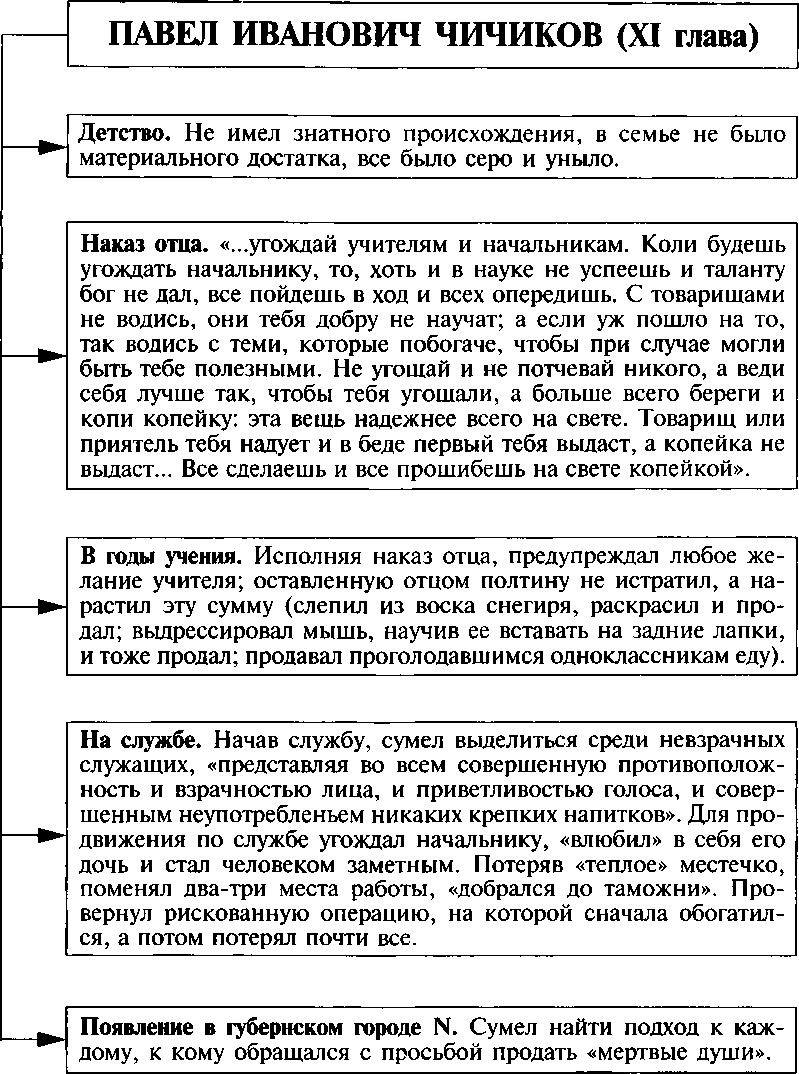 ПАВЕЛ ИВАНОВИЧ ЧИЧИКОВ (XI глава)
Детство. Не имел знатного происхождения, в семье не было
материального достатка, все было серо и уныло.
Наказ отца. «...угождай учителям и начальникам. Коли будешь
угождать начальнику, то, хоть и в науке не успеешь и таланту
бог не дал, все пойдешь в ход и всех опередишь. С товарищами
не водись, они тебя добру не научат; а если уж пошло на то,
так водись с теми, которые побогаче, чтобы при случае могли
быть тебе полезными. Не угощай и не потчевай никого, а веди
себя лучше так, чтобы тебя угощали, а больше всего береги и
копи копейку: эта вещь надежнее всего на свете. Товарищ или
приятель тебя надует и в беде первый тебя выдаст, а копейка не
выдаст... Все сделаешь и все прошибешь на свете копейкой».
В годы учения. Исполняя наказ отца, предупреждал любое же-
лание учителя; оставленную отцом полтину не истратил, а на-
растил эту сумму (слепил из воска снегиря, раскрасил и про-
дал; выдрессировал мышь, научив ее вставать на задние лапки,
и тоже продал; продавал проголодавшимся одноклассникам еду).
На службе. Начав службу, сумел выделиться среди невзрачных
служащих, «представляя во всем совершенную противополож-
ность и взрачностью лица, и приветливостью голоса, и совер-
шенным неупотребленьем никаких крепких напитков». Для про-
движения по службе угождал начальнику, «влюбил» в себя его
дочь и стал человеком заметным. Потеряв «теплое» местечко,
поменял два-три места работы, «добрался до таможни». Про-
вернул рискованную операцию, на которой сначала обогатил-
ся, а потом потерял почти все.
Появление в губернском городе N. Сумел найти подход к каж-
дому, к кому обращался с просьбой продать «мертвые души».